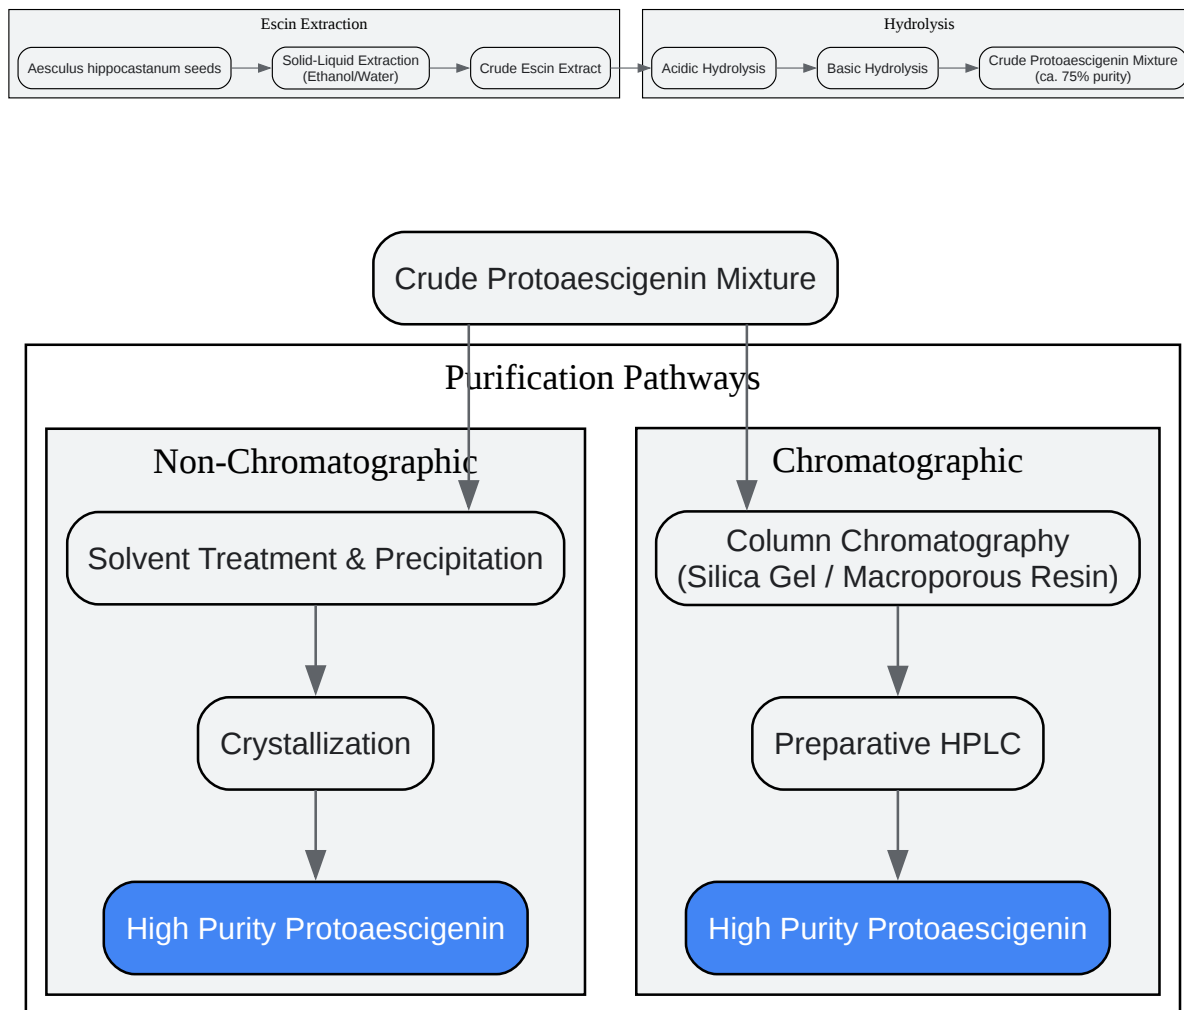 Escin Extraction
Hydrolysis
Aesculus hippocastanum seeds
Solid-Liquid Extraction
(Ethanol/Water)
Crude Escin Extract
Acidic Hydrolysis
Basic Hydrolysis
Crude Protoaescigenin Mixture
(ca. 75% purity)
Crude Protoaescigenin Mixture
Purification Pathways
Non-Chromatographic
Solvent Treatment & Precipitation
Crystallization
High Purity Protoaescigenin
Chromatographic
Column Chromatography
(Silica Gel / Macroporous Resin)
Preparative HPLC
High Purity Protoaescigenin